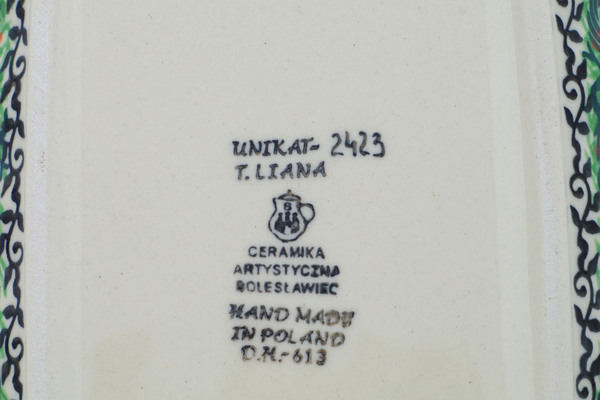 UNIKAT- 2423
T. LIANA
CERAMIKA
ARTYSTYCZNA
BOLESŁAWIEC
HAND MADE
IN POLAND
D.M.-613